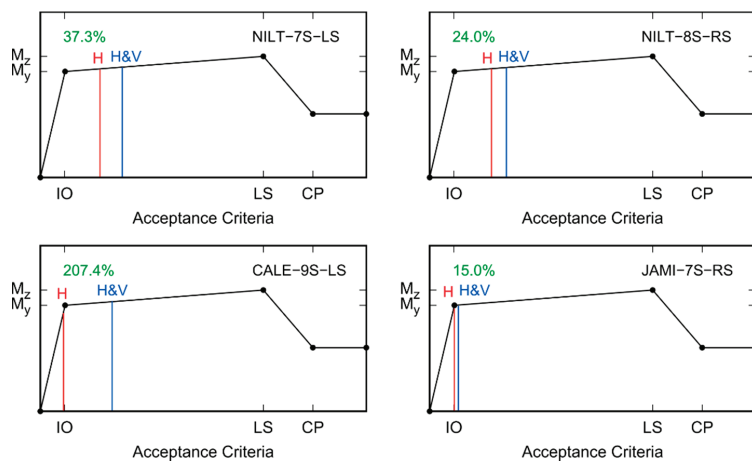 37.3%
NILT-7S-LS
H
H&V
Mz
My
IO
LS
CP
Acceptance Criteria
24.0%
NILT-8S-RS
H
H&V
Mz
My
IO
LS
CP
Acceptance Criteria
207.4%
CALE-9S-LS
H
H&V
Mz
My
IO
LS
CP
Acceptance Criteria
15.0%
JAMI-7S-RS
H
H&V
Mz
My
IO
LS
CP
Acceptance Criteria